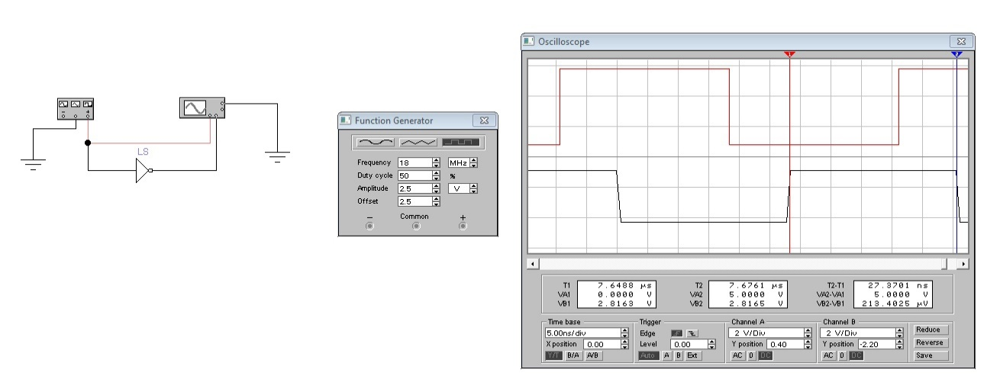 Oscilloscope
1 2
- +
LS
Function Generator
Frequency 18 MHz
Duty cycle 50 %
Amplitude 2.5 V
Offset 2.5
- Common +
T1 7.6488 μs T2 7.6761 μs T2-T1 27.3701 ns
VA1 0.0000 V VA2 5.0000 V VA2-VA1 5.0000 V
VB1 2.8163 V VB2 2.8165 V VB2-VB1 213.4025 μV
Time base Trigger Channel A Channel B
5.00ns/div Edge 2 V/Div 2 V/Div Reduce
X position 0.00 Level 0.00 Y position 0.40 Y position -2.20 Reverse
Y/T B/A A/B Auto A B Ext AC 0 DC AC 0 DC Save